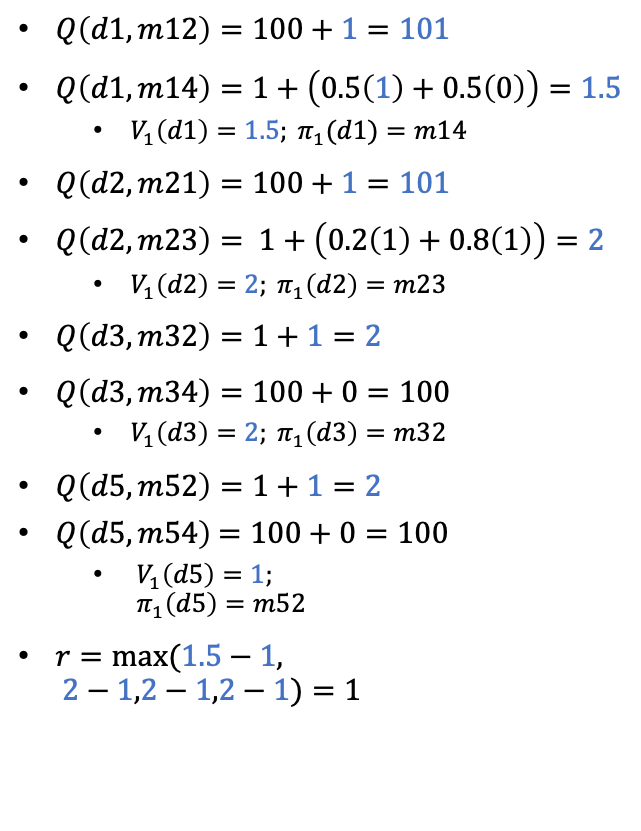 • Q(d1, m12) = 100 + 1 = 101
• Q(d1, m14) = 1 + (0.5(1) + 0.5(0)) = 1.5
• V₁(d1) = 1.5; π₁(d1) = m14
• Q(d2, m21) = 100 + 1 = 101
• Q(d2, m23) = 1 + (0.2(1) + 0.8(1)) = 2
• V₁(d2) = 2; π₁(d2) = m23
• Q(d3, m32) = 1 + 1 = 2
• Q(d3, m34) = 100 + 0 = 100
• V₁(d3) = 2; π₁(d3) = m32
• Q(d5, m52) = 1 + 1 = 2
• Q(d5, m54) = 100 + 0 = 100
• V₁(d5) = 1;
π₁(d5) = m52
• r = max(1.5 − 1,
2 − 1,2 − 1,2 − 1) = 1